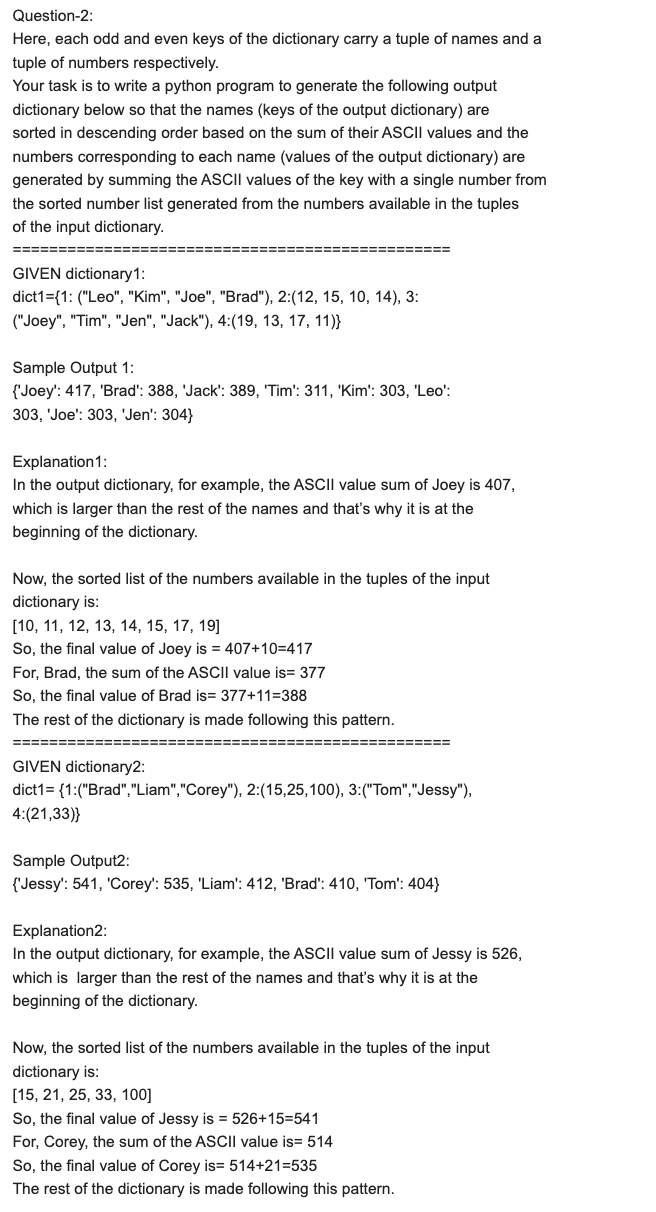 Question-2:
Here, each odd and even keys of the dictionary carry a tuple of names and a
tuple of numbers respectively.
Your task is to write a python program to generate the following output
dictionary below so that the names (keys of the output dictionary) are
sorted in descending order based on the sum of their ASCII values and the
numbers corresponding to each name (values of the output dictionary) are
generated by summing the ASCII values of the key with a single number from
the sorted number list generated from the numbers available in the tuples
of the input dictionary.
================================================
GIVEN dictionary1:
dict1={1: ("Leo", "Kim", "Joe", "Brad"), 2:(12, 15, 10, 14), 3:
("Joey", "Tim", "Jen", "Jack"), 4:(19, 13, 17, 11)}
Sample Output 1:
{'Joey': 417, 'Brad': 388, 'Jack': 389, 'Tim': 311, 'Kim': 303, 'Leo':
303, 'Joe': 303, 'Jen': 304}
Explanation1:
In the output dictionary, for example, the ASCII value sum of Joey is 407,
which is larger than the rest of the names and that’s why it is at the
beginning of the dictionary.
Now, the sorted list of the numbers available in the tuples of the input
dictionary is:
[10, 11, 12, 13, 14, 15, 17, 19]
So, the final value of Joey is = 407+10=417
For, Brad, the sum of the ASCII value is= 377
So, the final value of Brad is= 377+11=388
The rest of the dictionary is made following this pattern.
================================================
GIVEN dictionary2:
dict1= {1:("Brad","Liam","Corey"), 2:(15,25,100), 3:("Tom","Jessy"),
4:(21,33)}
Sample Output2:
{'Jessy': 541, 'Corey': 535, 'Liam': 412, 'Brad': 410, 'Tom': 404}
Explanation2:
In the output dictionary, for example, the ASCII value sum of Jessy is 526,
which is  larger than the rest of the names and that’s why it is at the
beginning of the dictionary.
Now, the sorted list of the numbers available in the tuples of the input
dictionary is:
[15, 21, 25, 33, 100]
So, the final value of Jessy is = 526+15=541
For, Corey, the sum of the ASCII value is= 514
So, the final value of Corey is= 514+21=535
The rest of the dictionary is made following this pattern.